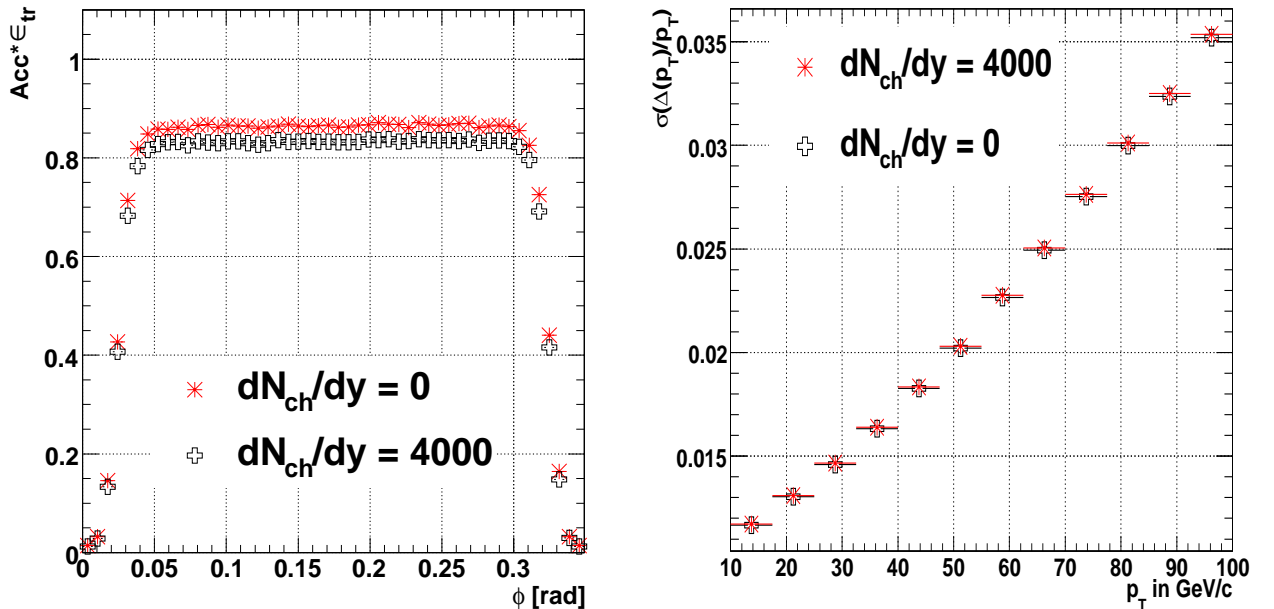 Acc*∈tr
1
0.8
0.6
0.4
0.2
0
dNch/dy = 0
dNch/dy = 4000
0 0.05 0.1 0.15 0.2 0.25 0.3
ϕ [rad]
σ(Δ(pT)/pT)
0.035
0.03
0.025
0.02
0.015
dNch/dy = 4000
dNch/dy = 0
10 20 30 40 50 60 70 80 90 100
pT in GeV/c